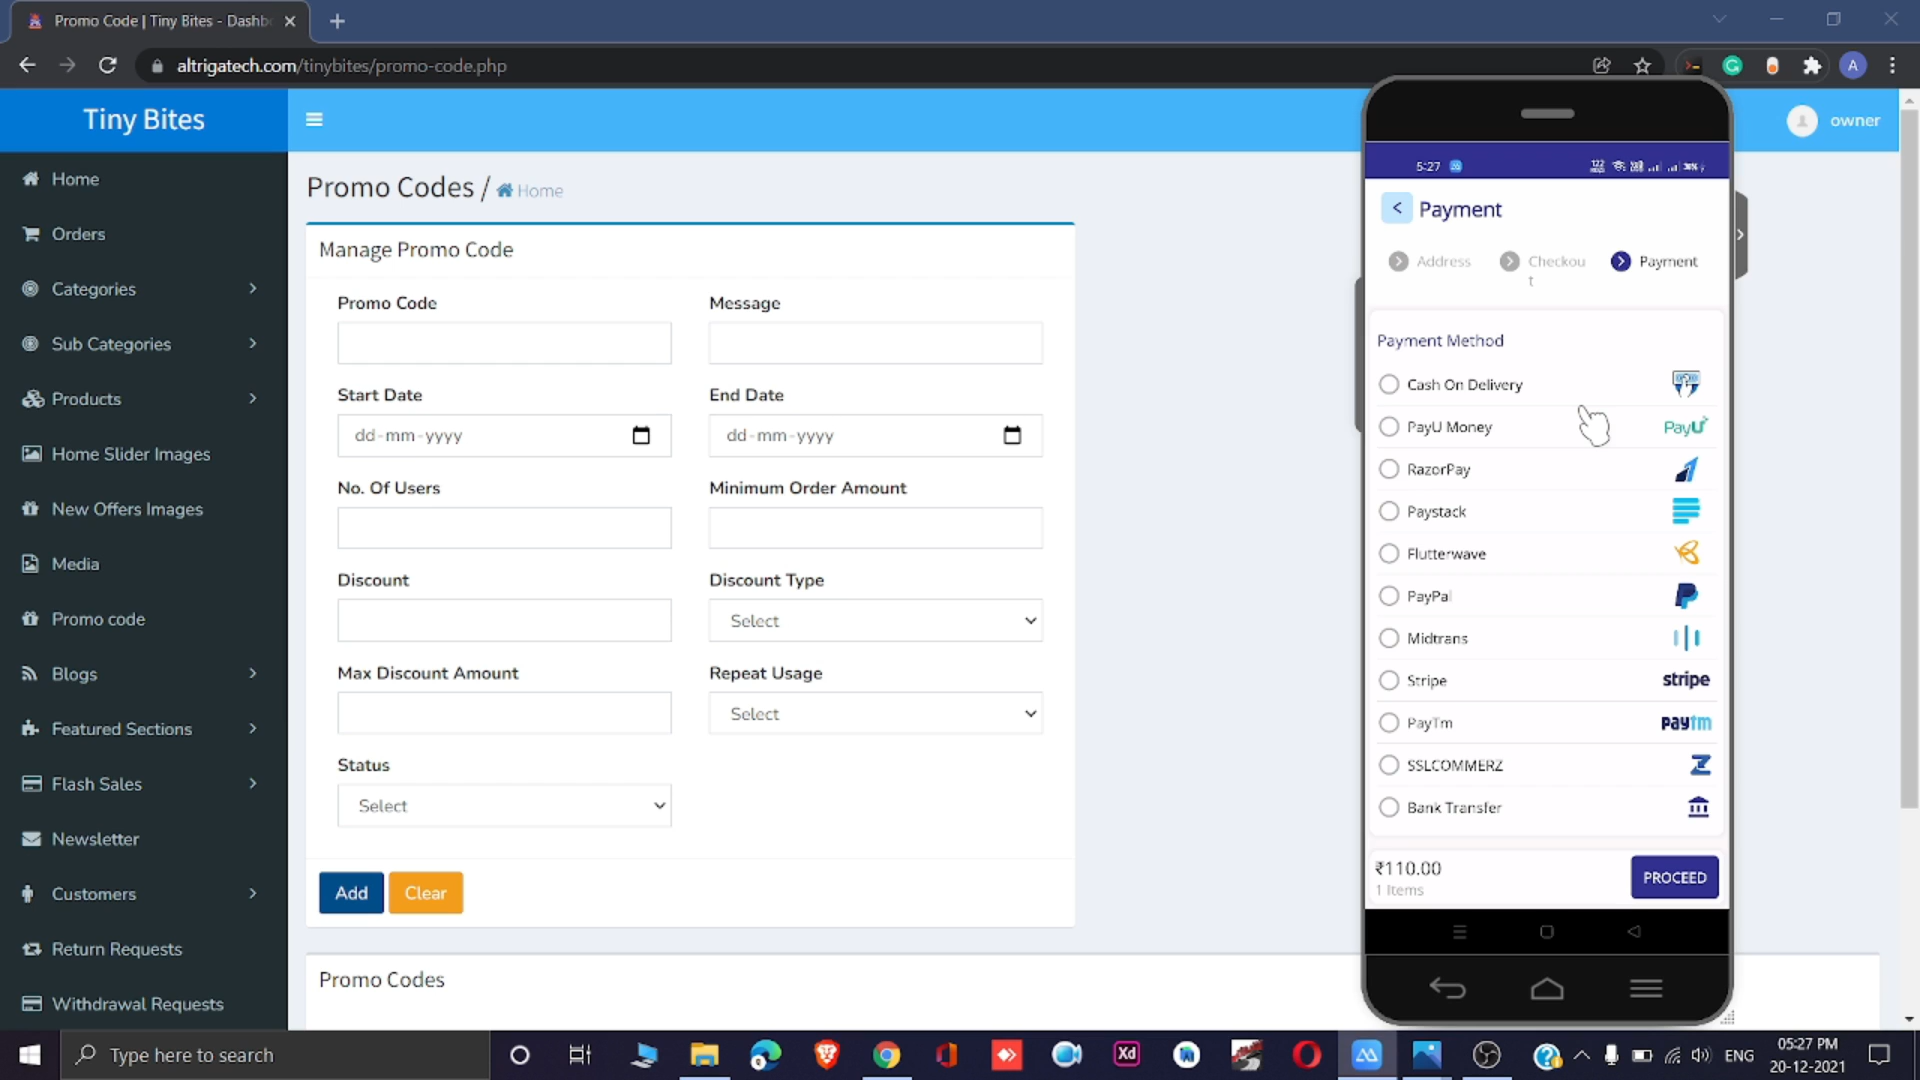 Promo Code | Tiny Bites - Dashb
altrigatech.com/tinybites/promo-code.php
A
Tiny Bites
owner
Home
Orders
Categories
Sub Categories
Products
Home Slider Images
New Offers Images
Media
Promo code
Blogs
Featured Sections
Flash Sales
Newsletter
Customers
Return Requests
Withdrawal Requests
Promo Codes / Home
Manage Promo Code
Promo Code
Message
Start Date
End Date
dd-mm-yyyy
dd-mm-yyyy
No. Of Users
Minimum Order Amount
Discount
Discount Type
Select
Max Discount Amount
Repeat Usage
Select
Status
Select
Add
Clear
Promo Codes
5:27
Payment
Address
Checkou
t
Payment
Payment Method
Cash On Delivery
PayU Money
PayU
RazorPay
Paystack
Flutterwave
PayPal
Midtrans
Stripe
stripe
PayTm
paytm
SSLCOMMERZ
Bank Transfer
₹110.00
1 Items
PROCEED
Type here to search
Xd
ENG
05:27 PM
20-12-2021